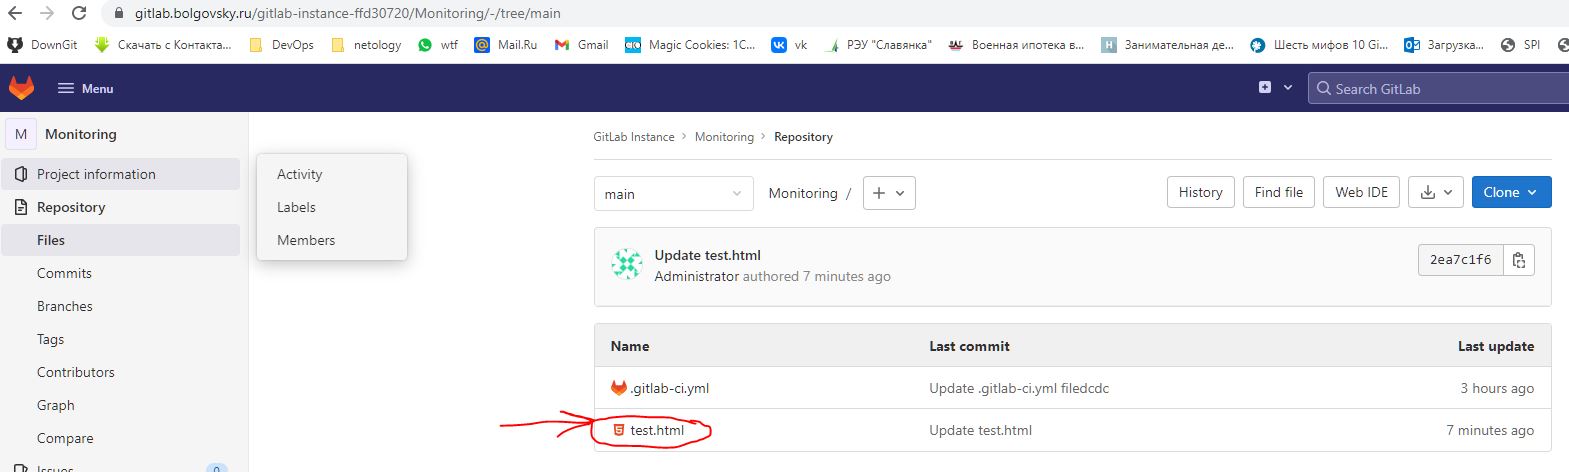 gitlab.bolgovsky.ru/gitlab-instance-ffd30720/Monitoring/-/tree/main
DownGit Скачать с Контакта... DevOps netology wtf Mail.Ru Gmail Magic Cookies: 1С... vk РЭУ "Славянка" Военная ипотека в... Занимательная де... Шесть мифов 10 Gi... Загрузка... SPI
Menu
Search GitLab
M Monitoring
Project information
Repository
Files
Commits
Branches
Tags
Contributors
Graph
Compare
Issues 0
Activity
Labels
Members
GitLab Instance > Monitoring > Repository
main Monitoring / + History Find file Web IDE Clone
Update test.html
Administrator authored 7 minutes ago
2ea7c1f6
Name Last commit Last update
.gitlab-ci.yml Update .gitlab-ci.yml filedcdc 3 hours ago
test.html Update test.html 7 minutes ago